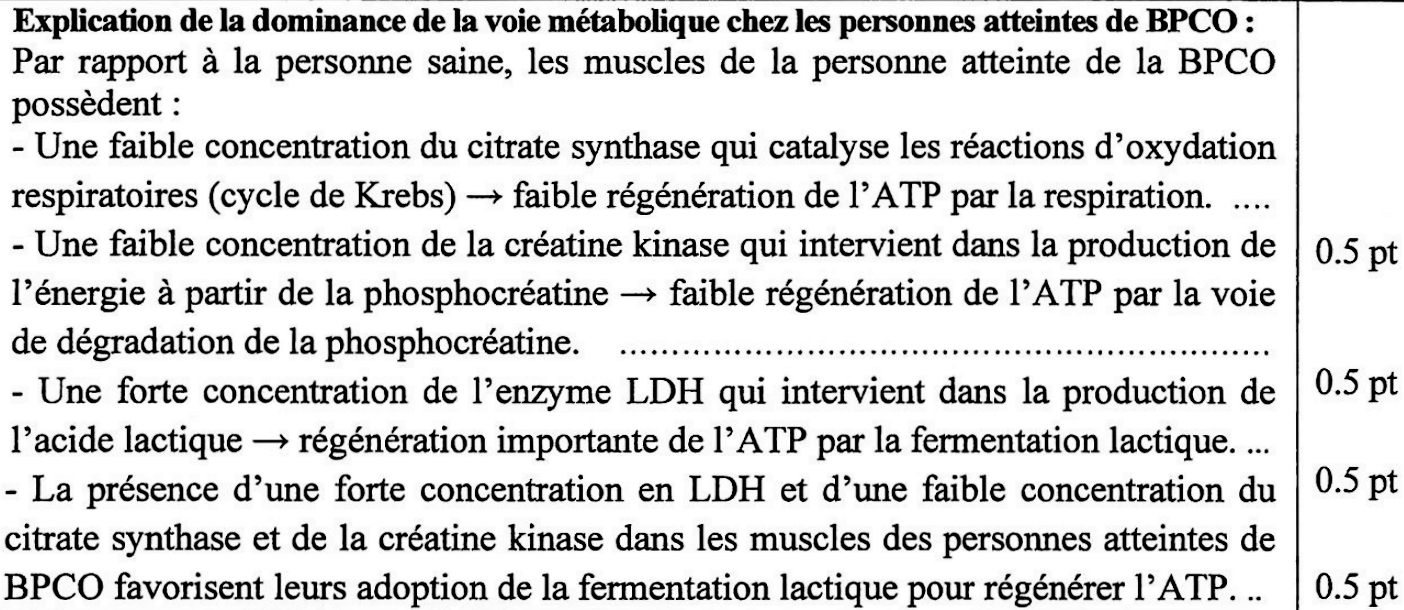 Explication de la dominance de la voie métabolique chez les personnes atteintes de BPCO :
Par rapport à la personne saine, les muscles de la personne atteinte de la BPCO
possèdent :
- Une faible concentration du citrate synthase qui catalyse les réactions d'oxydation
respiratoires (cycle de Krebs) → faible régénération de l'ATP par la respiration. ....
- Une faible concentration de la créatine kinase qui intervient dans la production de
0.5 pt
l'énergie à partir de la phosphocréatine → faible régénération de l'ATP par la voie
de dégradation de la phosphocréatine. ................................................................
- Une forte concentration de l'enzyme LDH qui intervient dans la production de
0.5 pt
l'acide lactique → régénération importante de l'ATP par la fermentation lactique. ...
- La présence d'une forte concentration en LDH et d'une faible concentration du
0.5 pt
citrate synthase et de la créatine kinase dans les muscles des personnes atteintes de
BPCO favorisent leurs adoption de la fermentation lactique pour régénérer l'ATP. ..
0.5 pt